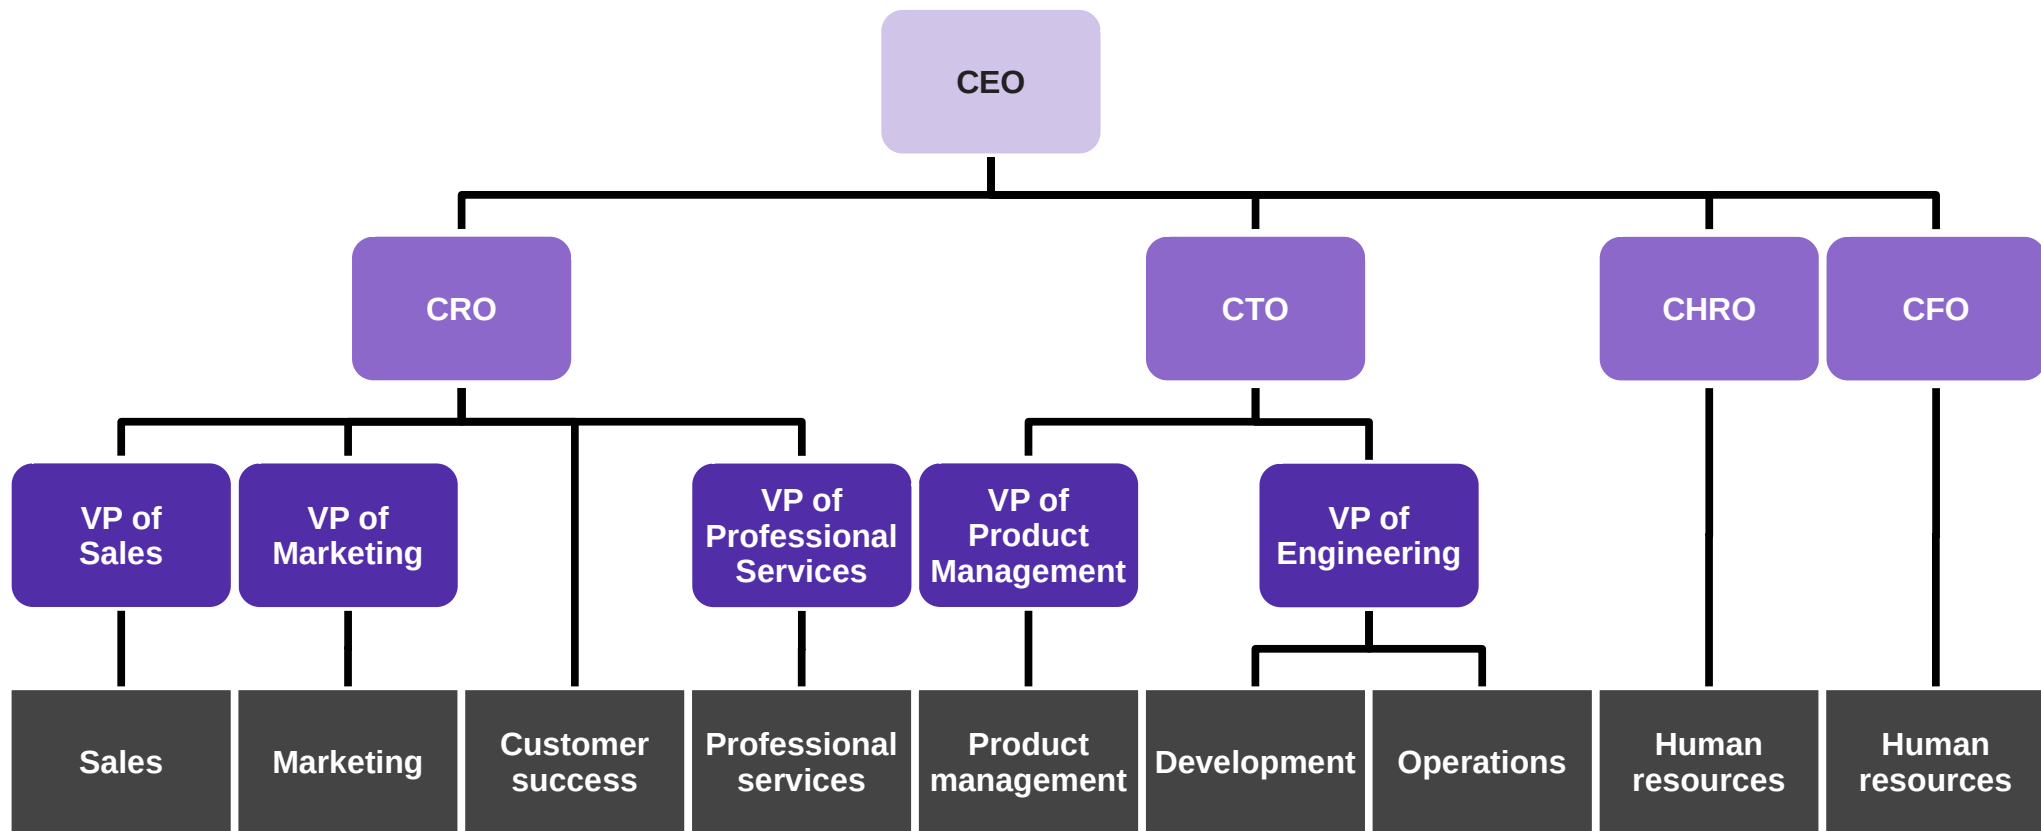 CEO
CRO
CTO
CHRO
CFO
VP of
Sales
VP of
Marketing
VP of
Professional
Services
VP of
Product
Management
VP of
Engineering
Sales
Marketing
Customer
success
Professional
services
Product
management
Development
Operations
Human
resources
Human
resources